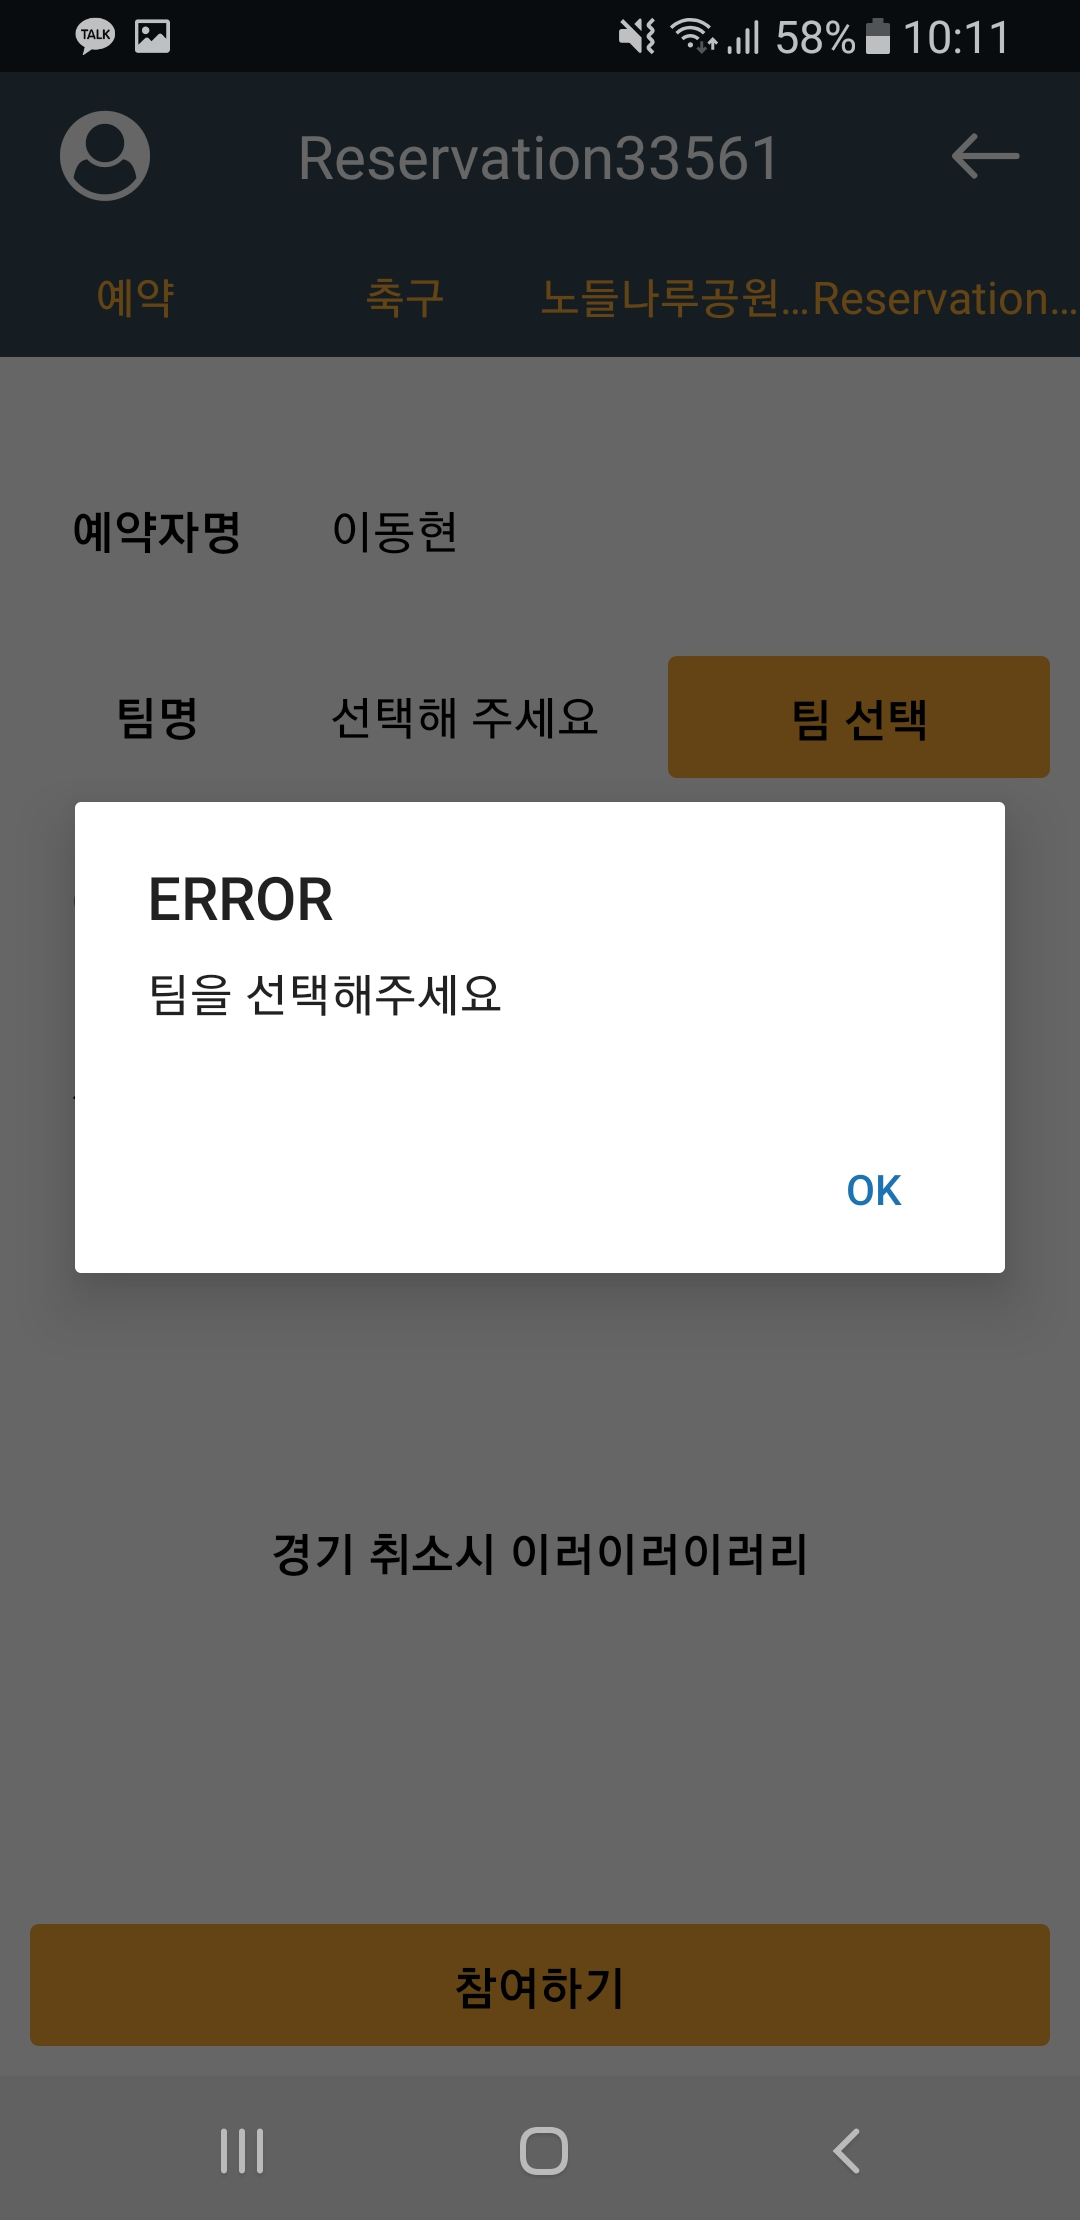 TALK
58% 10:11
Reservation33561
예약 축구 노들나루공원... Reservation...
예약자명 이동현
팀명 선택해 주세요 팀 선택
ERROR
팀을 선택해주세요
OK
경기 취소시 이러이러이러리
참여하기